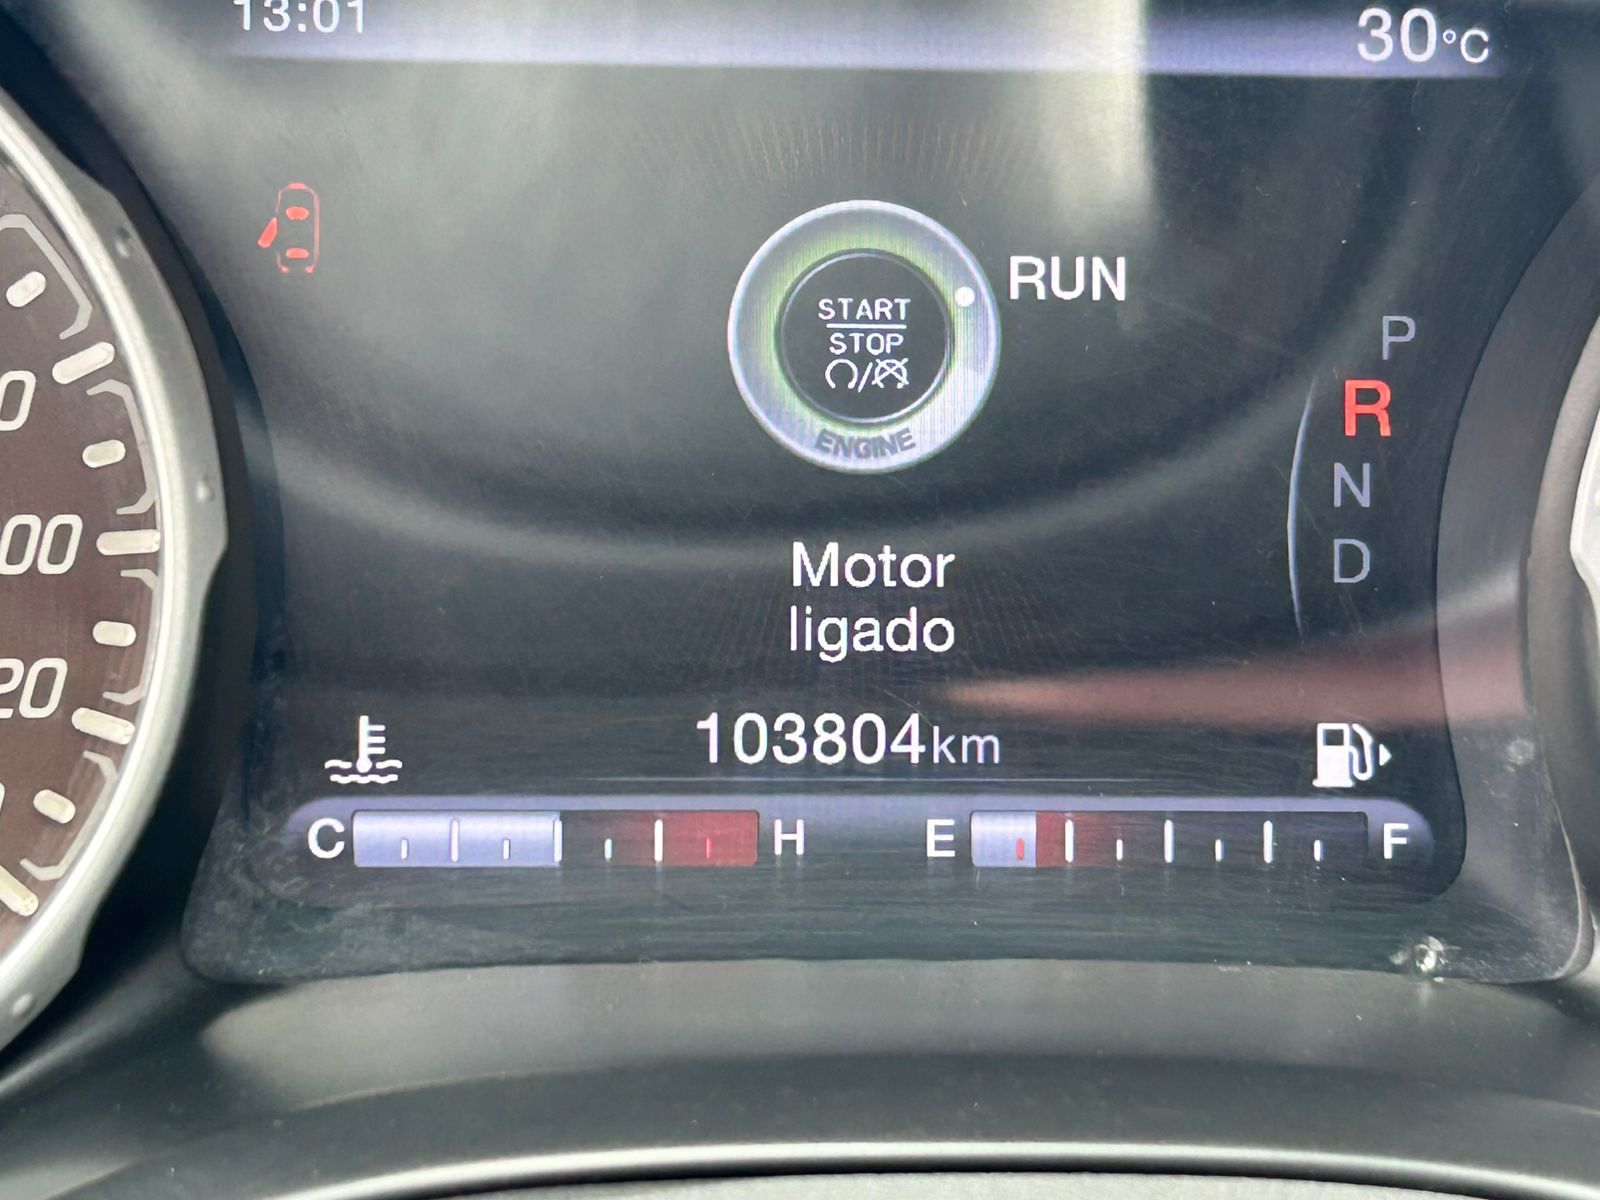 13:01
30°C
RUN
START
STOP
ENGINE
P
R
N
D
Motor
ligado
103804km
C
H
E
F